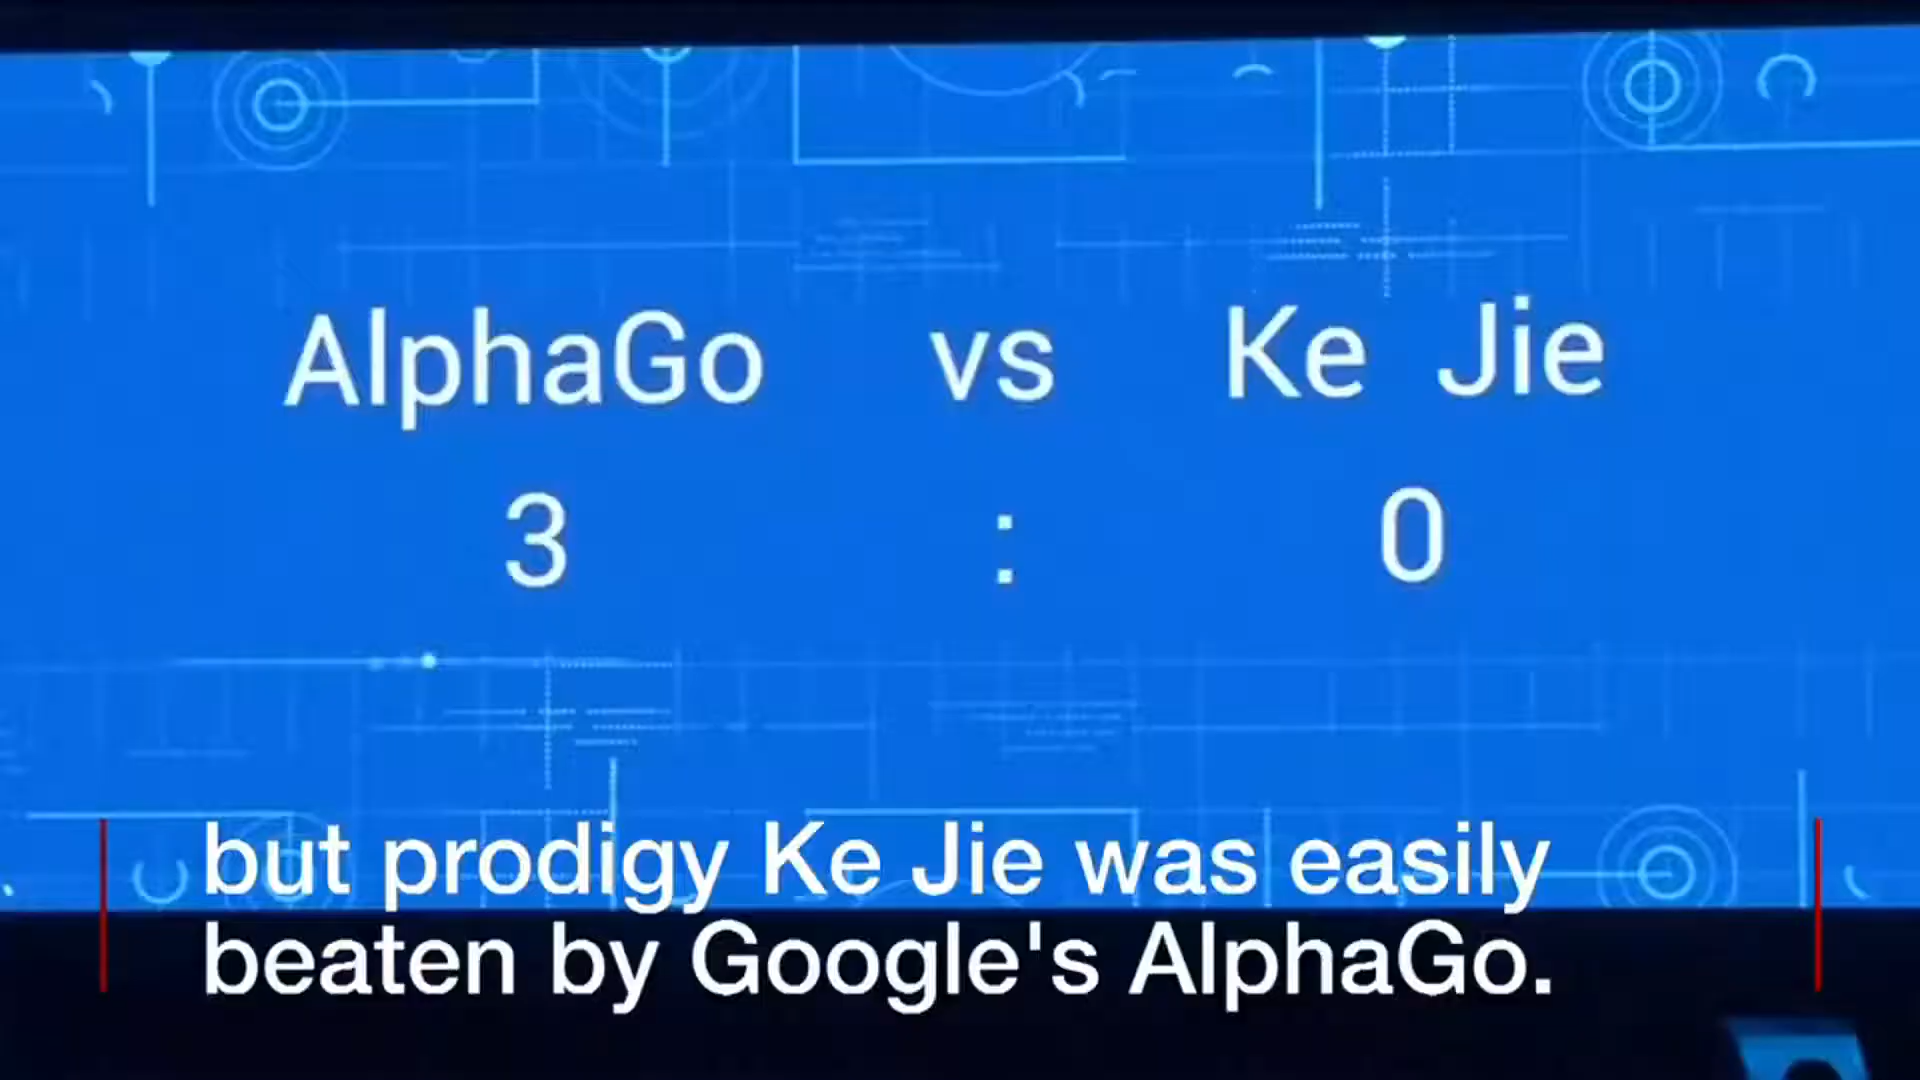 AlphaGo vs Ke Jie
3 : 0
but prodigy Ke Jie was easily
beaten by Google's AlphaGo.